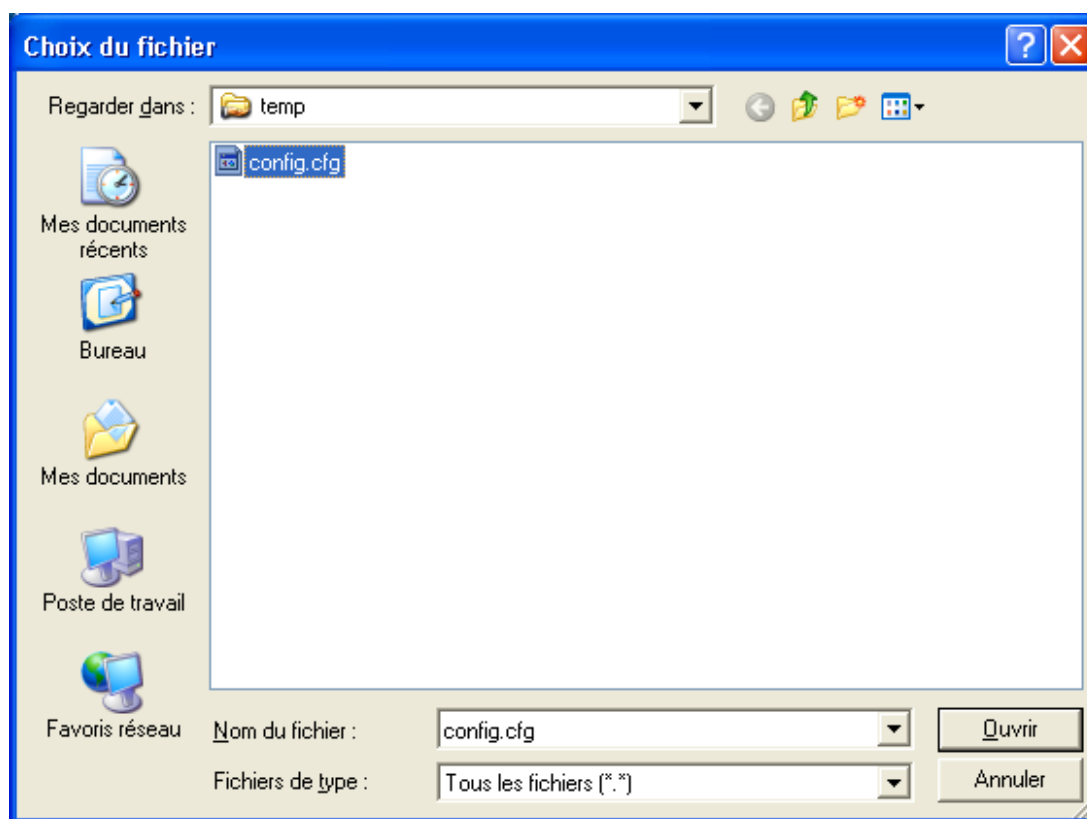 Choix du fichier
Regarder dans :
temp
config.cfg
Mes documents
récents
Bureau
Mes documents
Poste de travail
Favoris réseau
Nom du fichier :
config.cfg
Ouvrir
Fichiers de type :
Tous les fichiers (*.*)
Annuler